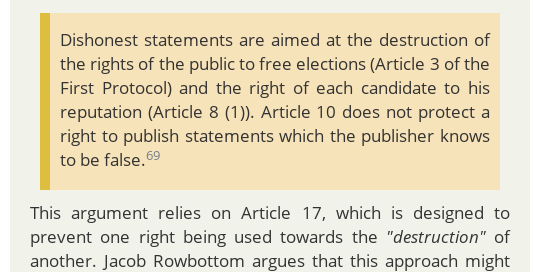 Dishonest statements are aimed at the destruction of
the rights of the public to free elections (Article 3 of the
First Protocol) and the right of each candidate to his
reputation (Article 8 (1)). Article 10 does not protect a
right to publish statements which the publisher knows
to be false.69
This argument relies on Article 17, which is designed to
prevent one right being used towards the "destruction" of
another. Jacob Rowbottom argues that this approach might